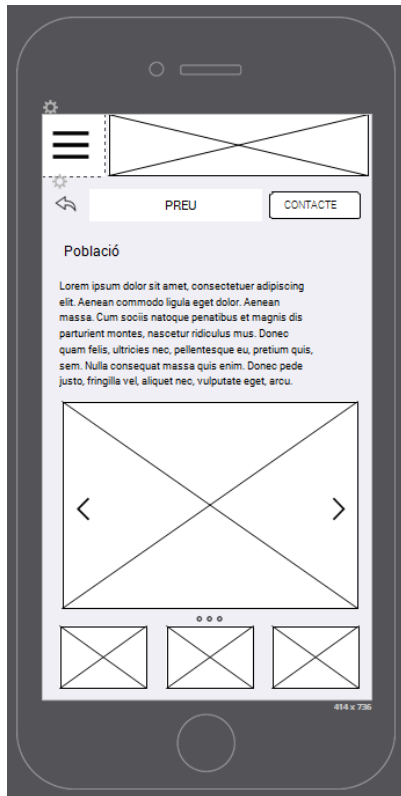 PREU
CONTACTE
Població
Lorem ipsum dolor sit amet, consectetuer adipiscing
elit. Aenean commodo ligula eget dolor. Aenean
massa. Cum sociis natoque penatibus et magnis dis
parturient montes, nascetur ridiculus mus. Donec
quam felis, ultricies nec, pellentesque eu, pretium quis,
sem. Nulla consequat massa quis enim. Donec pede
justo, fringilla vel, aliquet nec, vulputate eget, arcu.
414 x 736